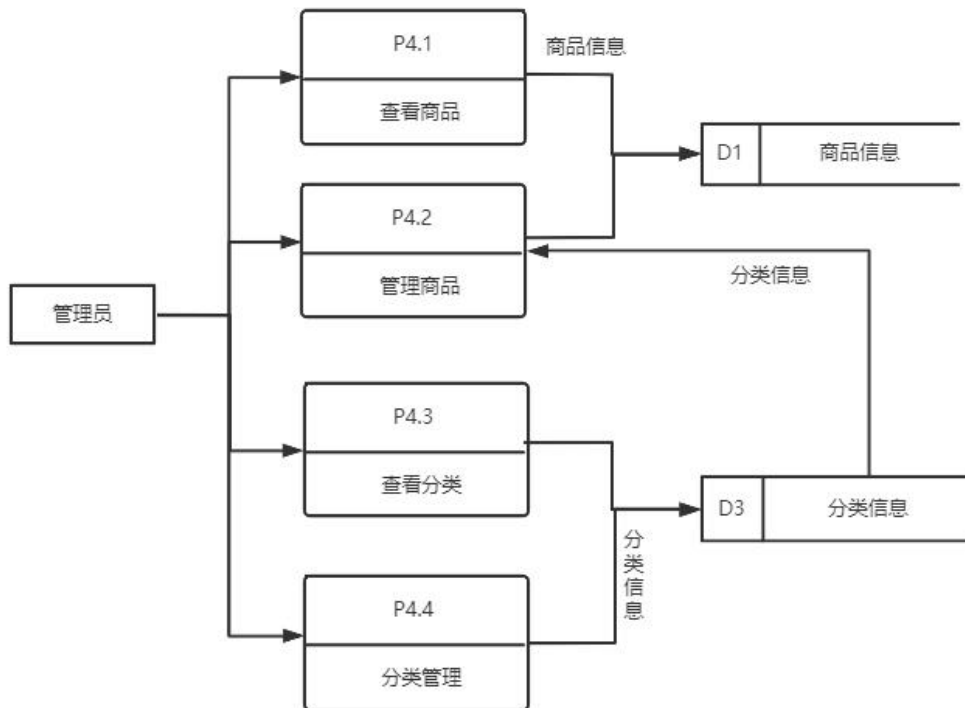 P4.1
商品信息
查看商品
D1
商品信息
P4.2
管理商品
分类信息
管理员
P4.3
查看分类
D3
分类信息
分类信息
P4.4
分类管理